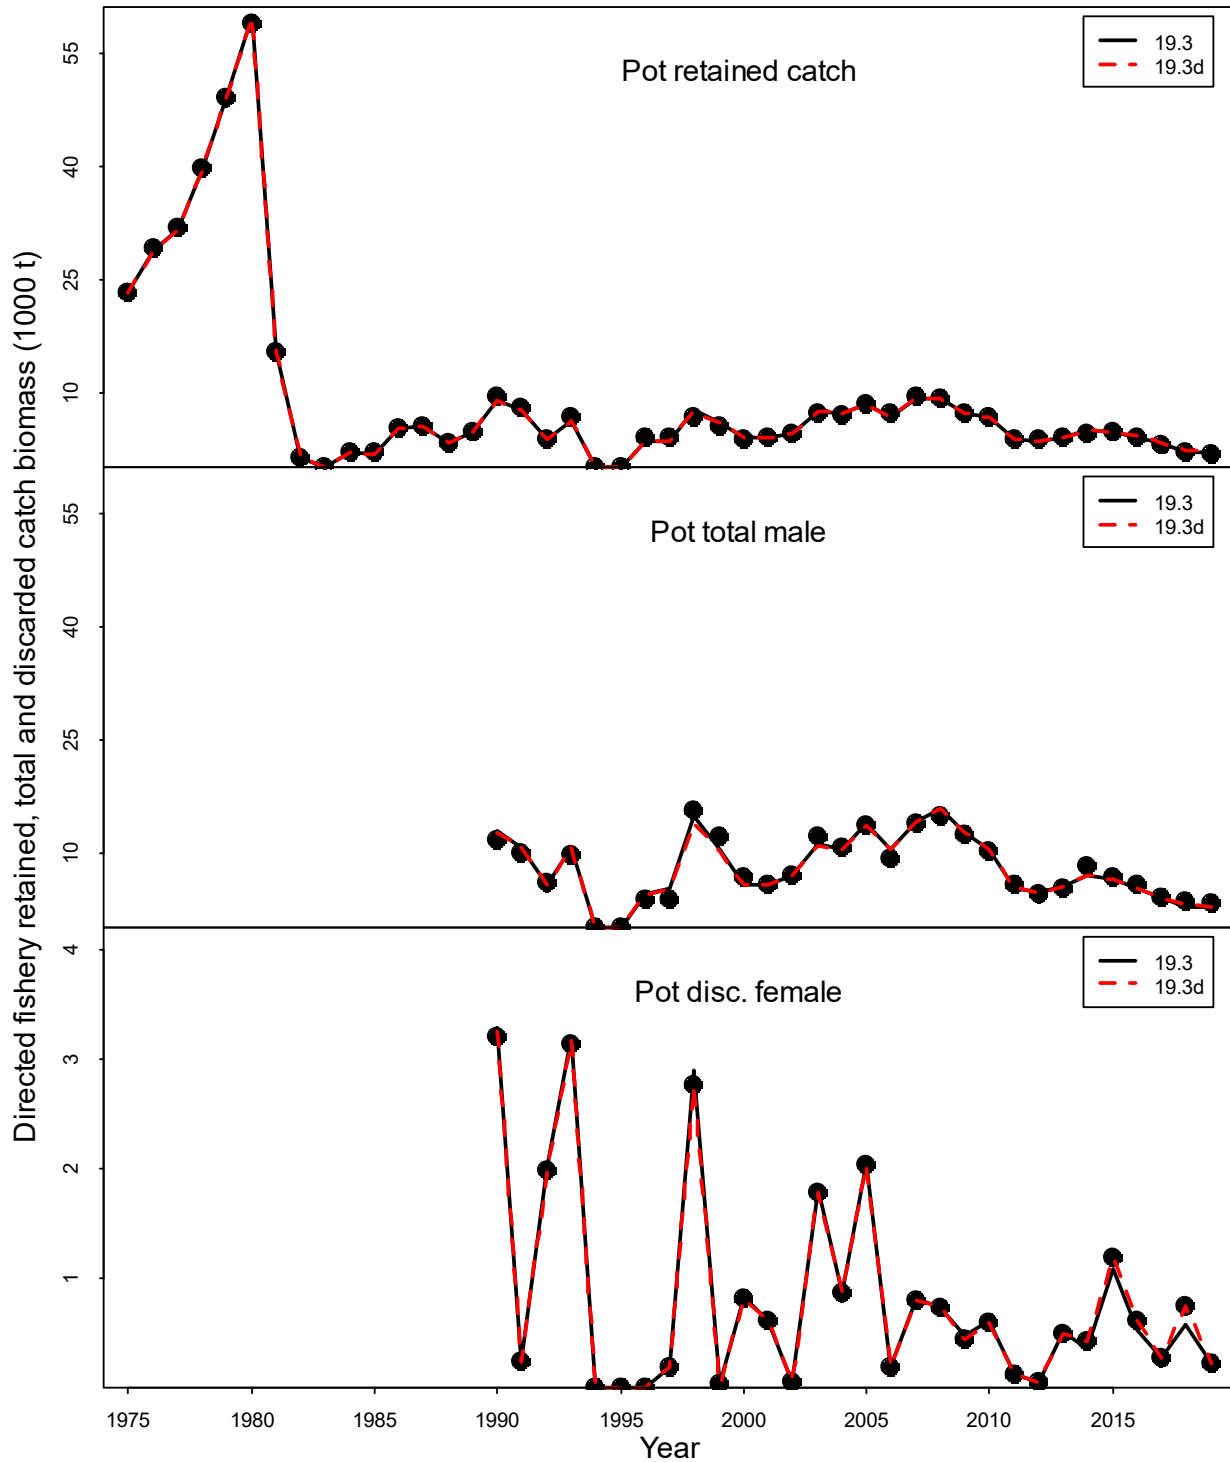 Directed fishery retained, total and discarded catch biomass (1000 t)
55
40
25
10
Pot retained catch
19.3
19.3d
55
40
25
10
Pot total male
19.3
19.3d
4
3
2
1
Pot disc. female
19.3
19.3d
1975 1980 1985 1990 1995 2000 2005 2010 2015
Year